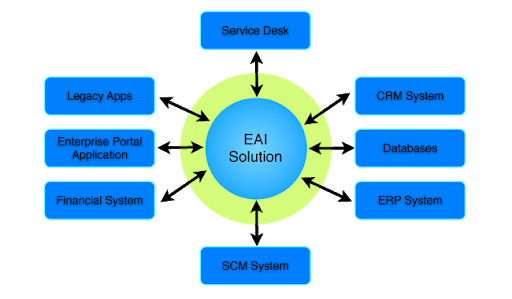 Service Desk
Legacy Apps
CRM System
EAI
Solution
Enterprise Portal
Application
Databases
Financial System
ERP System
SCM System